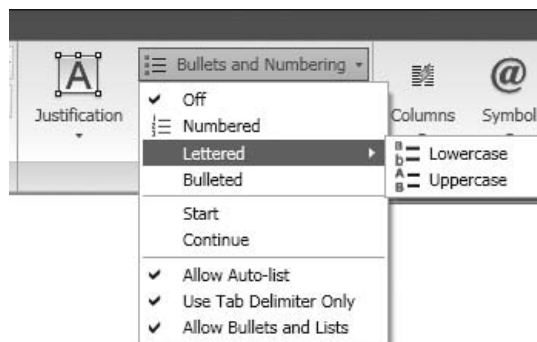 A
Justification
Bullets and Numbering
Off
Numbered
Lettered
Bulleted
Start
Continue
Allow Auto-list
Use Tab Delimiter Only
Allow Bullets and Lists
Columns
@
Symbol
a b Lowercase
A B Uppercase